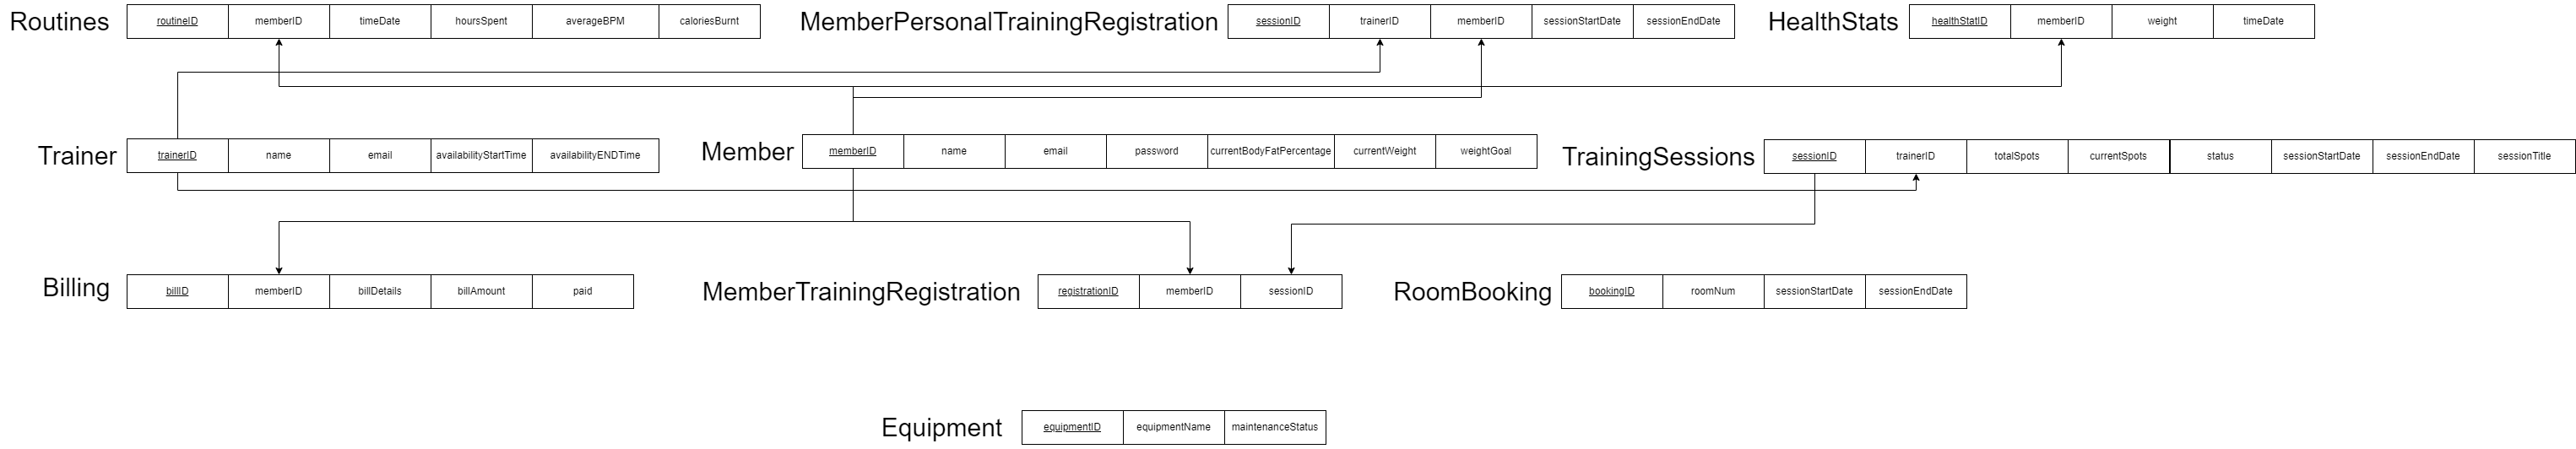 Routines routineID memberID timeDate hoursSpent averageBPM caloriesBurnt
MemberPersonalTrainingRegistration sessionID trainerID memberID sessionStartDate sessionEndDate
HealthStats healthStatID memberID weight timeDate
Trainer trainerID name email availabilityStartTime availabilityENDTime
Member memberID name email password currentBodyFatPercentage currentWeight weightGoal
TrainingSessions sessionID trainerID totalSpots currentSpots status sessionStartDate sessionEndDate sessionTitle
Billing billID memberID billDetails billAmount paid
MemberTrainingRegistration registrationID memberID sessionID
RoomBooking bookingID roomNum sessionStartDate sessionEndDate
Equipment equipmentID equipmentName maintenanceStatus